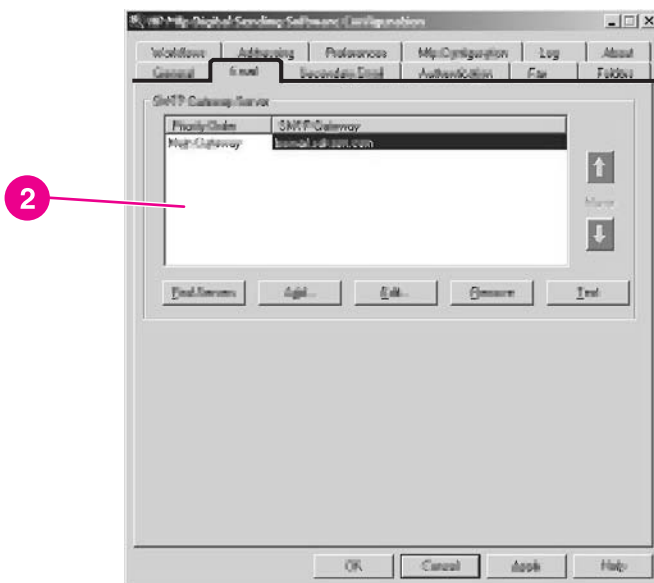 HP Mfp Digital Sending Software Configuration
Workflows Addressing Preferences Mfp Configuration Log About
General Email Secondary Email Authentication Fax Folders
SMTP Gateway Server
Priority Order SMTP Gateway
Main Gateway
2
Move
Find Servers Add... Edit... Remove Test
OK Cancel Apply Help